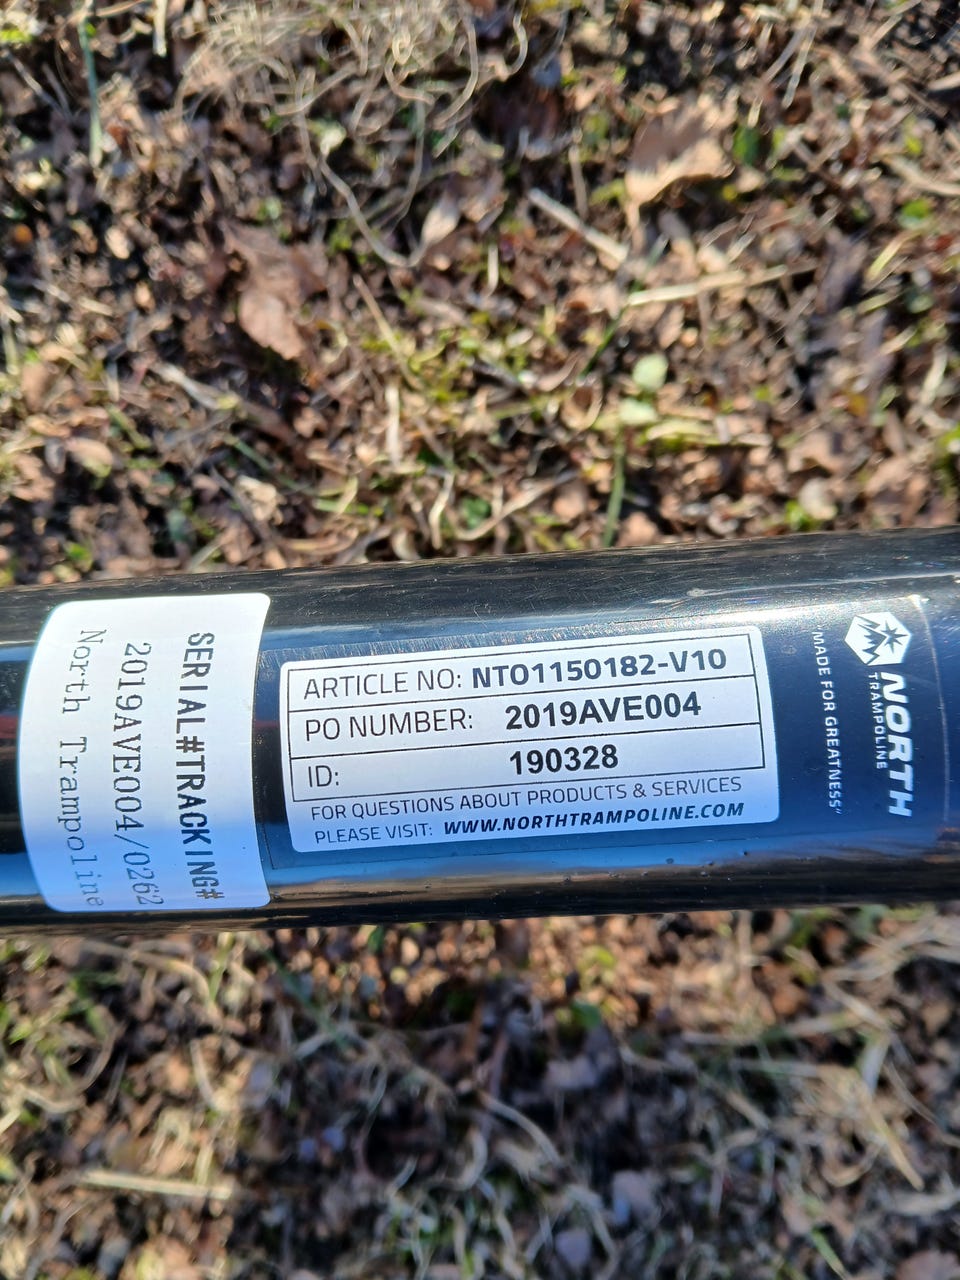 SERIAL#TRACKING#
2019AVE004/0262
North Trampoline
ARTICLE NO: NTO1150182-V10
PO NUMBER: 2019AVE004
ID: 190328
FOR QUESTIONS ABOUT PRODUCTS & SERVICES
PLEASE VISIT: WWW.NORTHTRAMPOLINE.COM
NORTH
TRAMPOLINE
"MADE FOR GREATNESS"